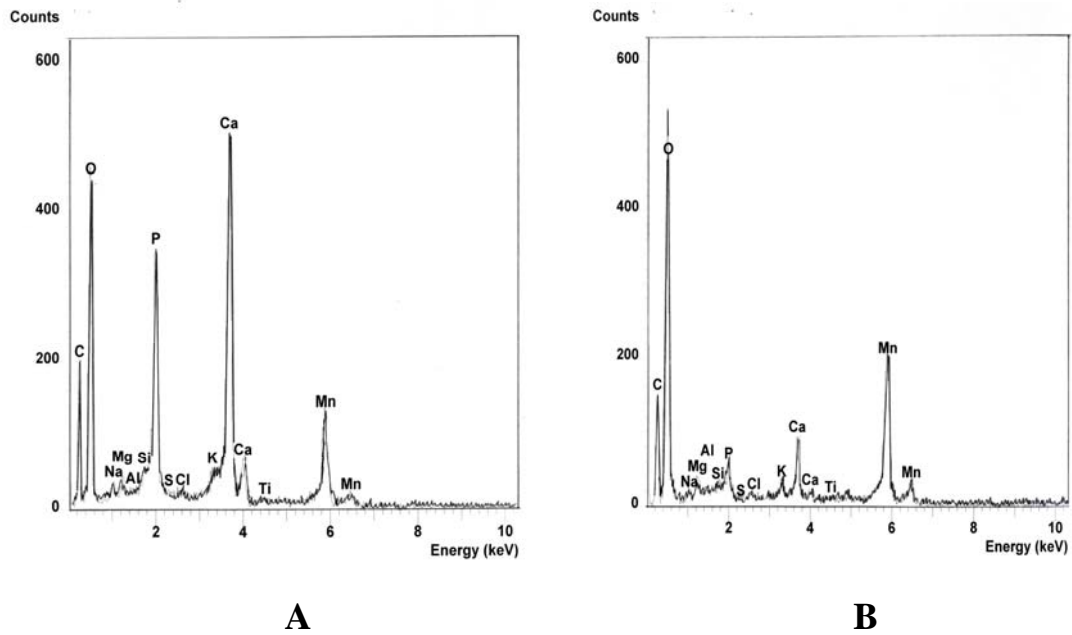 Counts
600
400
200
0
C
O
Na
Mg
Al
Si
P
S
Cl
K
Ca
Ca
Ti
Mn
Mn
2
4
6
8
10
Energy (keV)
A
Counts
600
400
200
0
C
O
Na
Mg
Al
Si
P
S
Cl
K
Ca
Ca
Ti
Mn
Mn
2
4
6
8
10
Energy (keV)
B